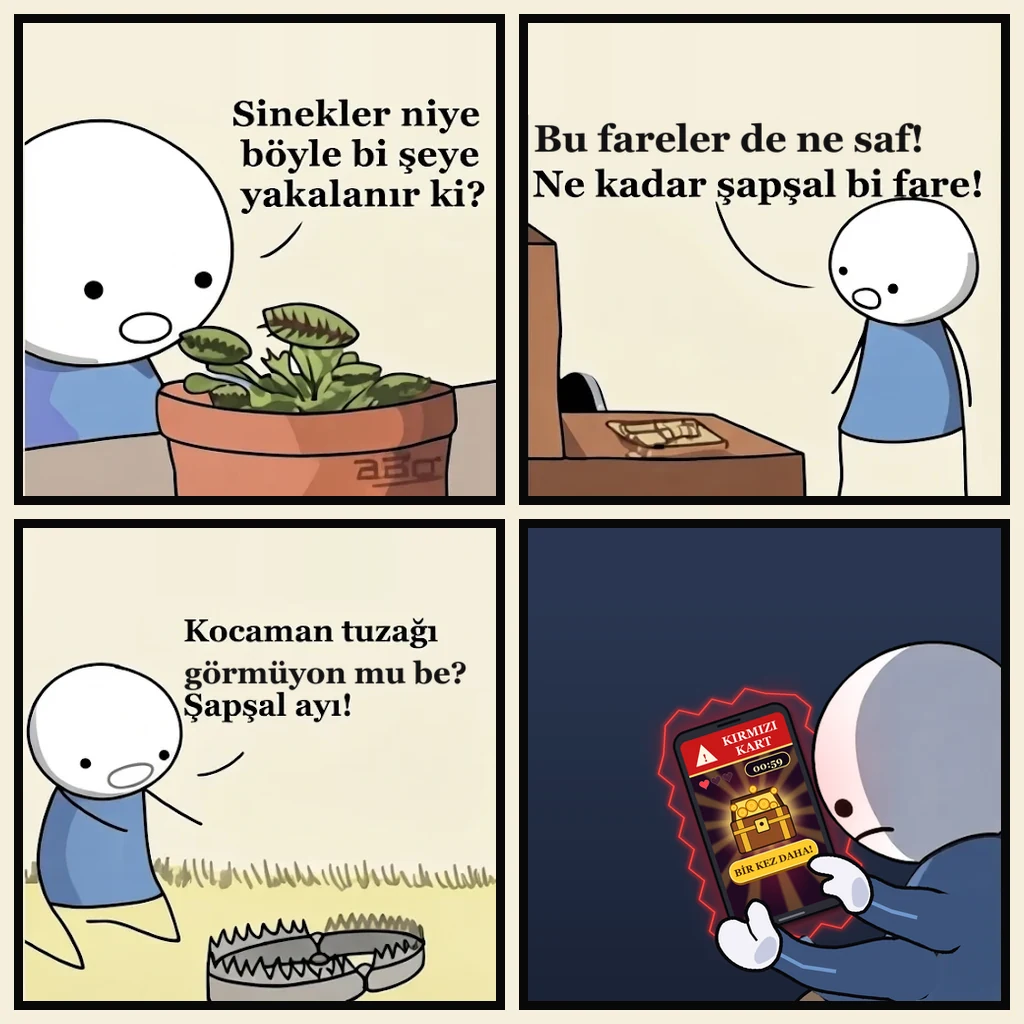 Sinekler niye
böyle bi şeye
yakalanır ki?
aBo
Bu fareler de ne saf!
Ne kadar şapşal bi fare!
Kocaman tuzağı
görmüyon mu be?
Şapşal ayı!
!
KIRMIZI
KART
00:59
BİR KEZ DAHA!